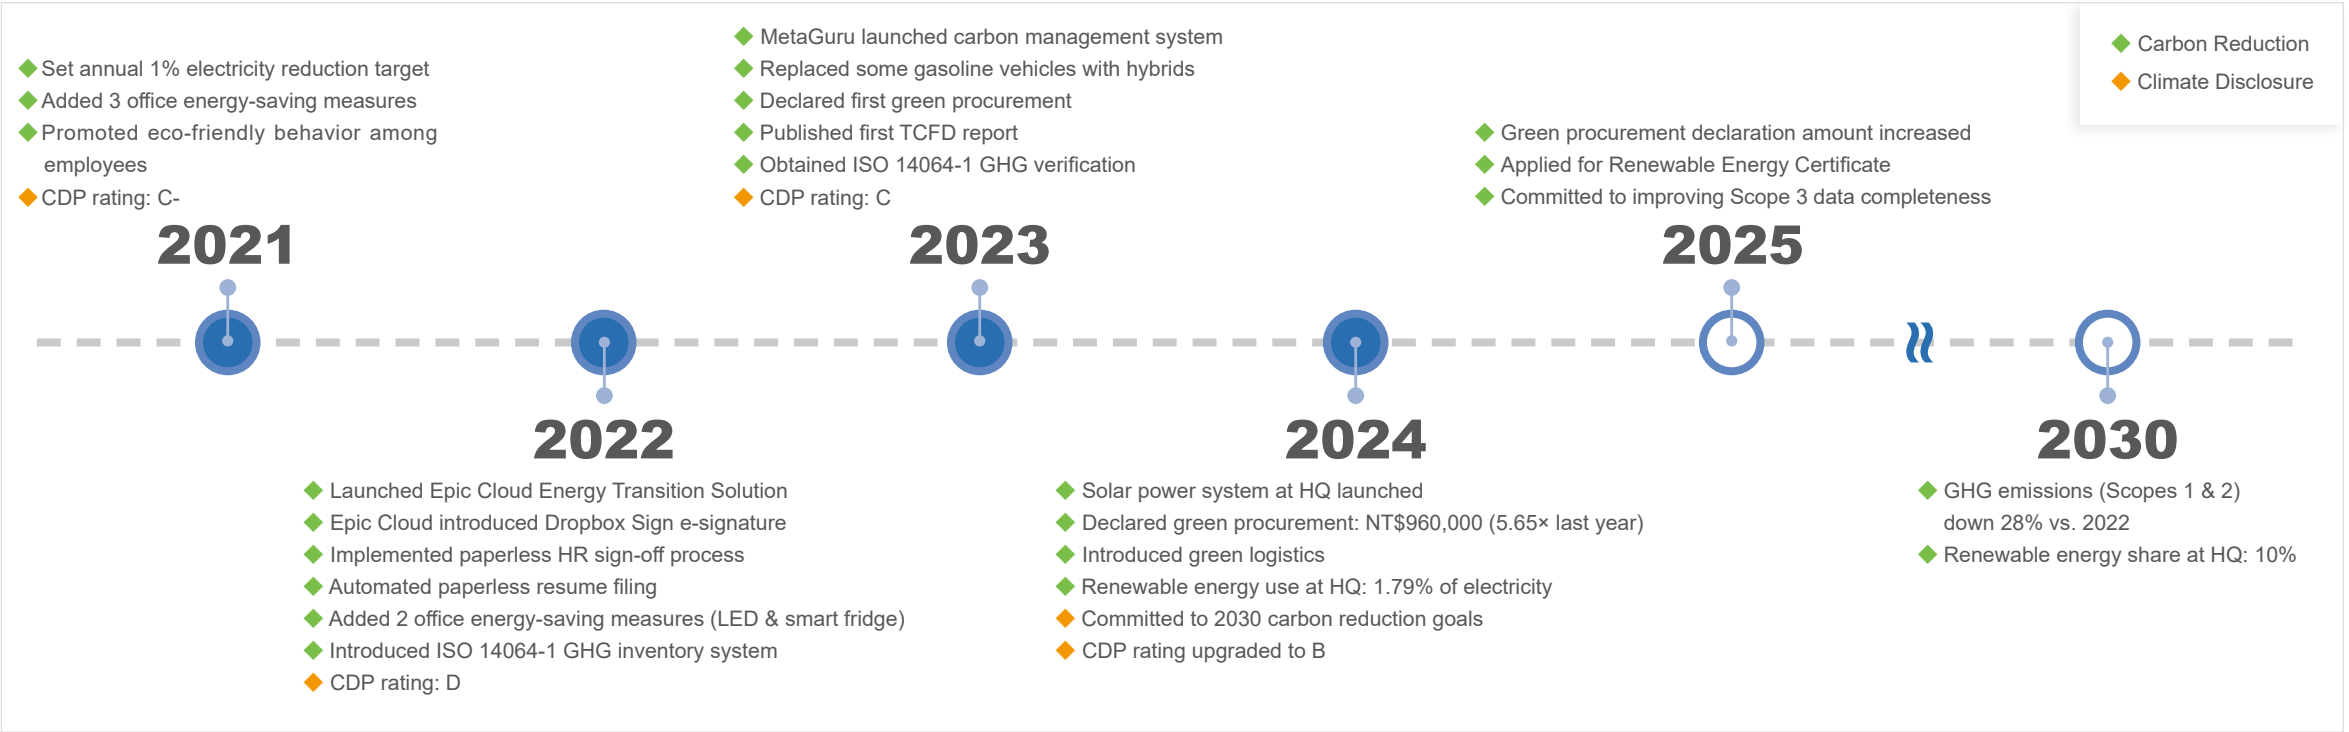 Carbon Reduction
Climate Disclosure
Set annual 1% electricity reduction target
Added 3 office energy-saving measures
Promoted eco-friendly behavior among
employees
CDP rating: C-
2021
MetaGuru launched carbon management system
Replaced some gasoline vehicles with hybrids
Declared first green procurement
Published first TCFD report
Obtained ISO 14064-1 GHG verification
CDP rating: C
2023
Green procurement declaration amount increased
Applied for Renewable Energy Certificate
Committed to improving Scope 3 data completeness
2025
2022
Launched Epic Cloud Energy Transition Solution
Epic Cloud introduced Dropbox Sign e-signature
Implemented paperless HR sign-off process
Automated paperless resume filing
Added 2 office energy-saving measures (LED & smart fridge)
Introduced ISO 14064-1 GHG inventory system
CDP rating: D
2024
Solar power system at HQ launched
Declared green procurement: NT$960,000 (5.65× last year)
Introduced green logistics
Renewable energy use at HQ: 1.79% of electricity
Committed to 2030 carbon reduction goals
CDP rating upgraded to B
2030
GHG emissions (Scopes 1 & 2)
down 28% vs. 2022
Renewable energy share at HQ: 10%